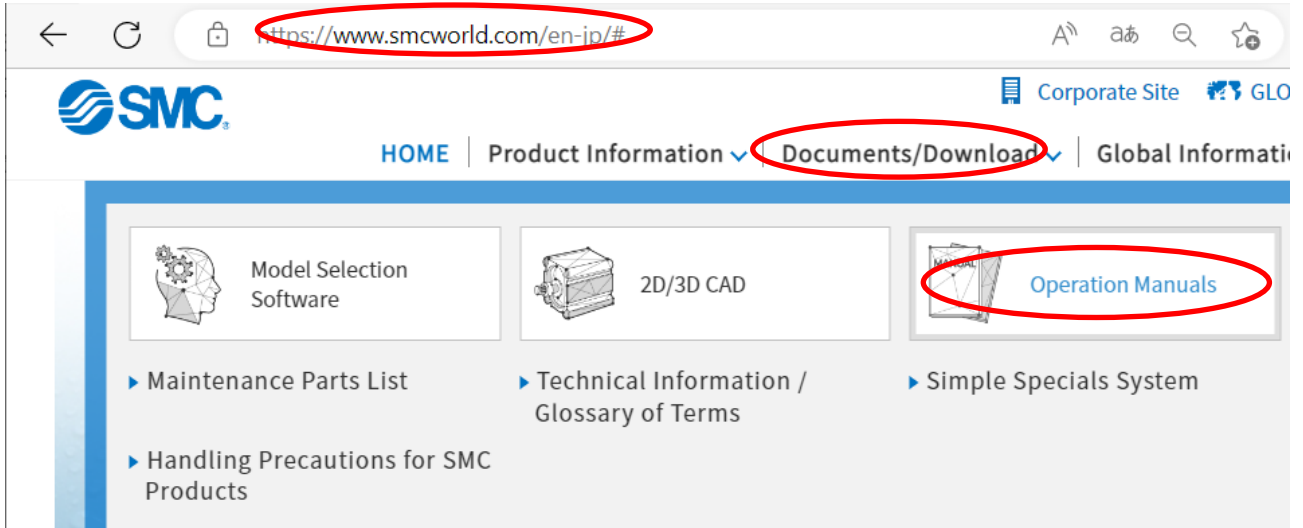 https://www.smcworld.com/en-jp/#
A aあ
SMC
Corporate Site GLO
HOME Product Information Documents/Download Global Informati
Model Selection
Software
2D/3D CAD
MANUAL
Operation Manuals
Maintenance Parts List
Technical Information /
Glossary of Terms
Simple Specials System
Handling Precautions for SMC
Products